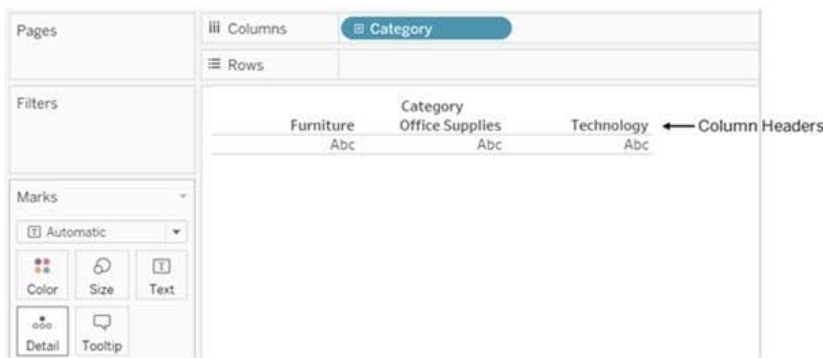 Pages
Columns
Category
Rows
Filters
Category
Furniture Office Supplies Technology
Column Headers
Abc Abc Abc
Marks
Automatic
Color Size Text
Detail Tooltip